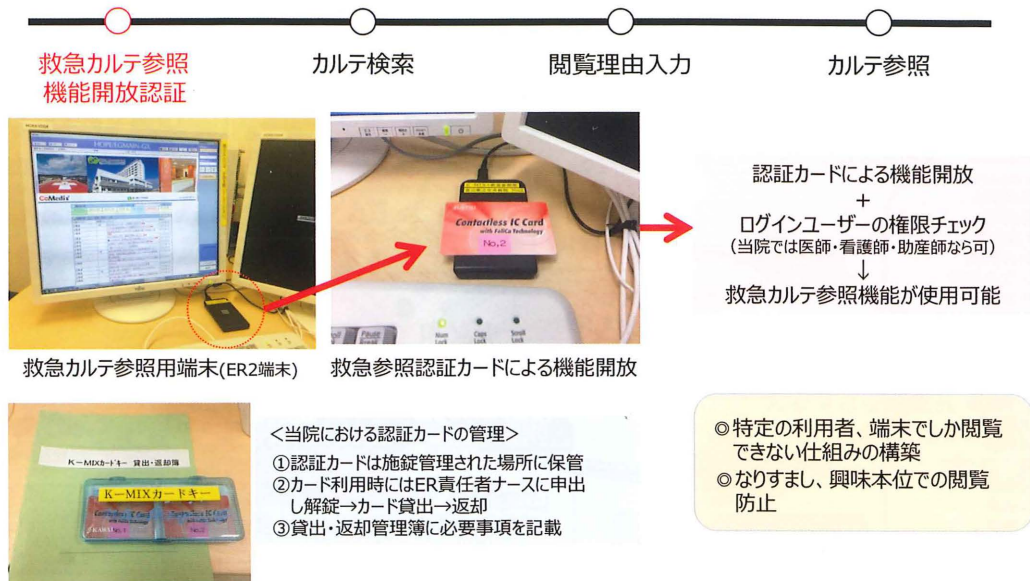 救急カルテ参照
機能開放認証
カルテ検索
閲覧理由入力
カルテ参照
HOPE/EGMAIN-GX
CoMedix
Contactless IC Card
with FeliCa Technology
No,2
Num Lock
Caps Lock
Scroll Lock
Pause
認証カードによる機能開放
+
ログインユーザーの権限チェック
(当院では医師・看護師・助産師なら可)
↓
救急カルテ参照機能が使用可能
救急カルテ参照用端末(ER2端末)
救急参照認証カードによる機能開放
K-MIXカードキー 貸出・返却簿
K-MIXカードキー
Contactless IC Card
<当院における認証カードの管理>
①認証カードは施錠管理された場所に保管
②カード利用時にはER責任者ナースに申出
し解錠→カード貸出→返却
③貸出・返却管理簿に必要事項を記載
◎特定の利用者、端末でしか閲覧
できない仕組みの構築
◎なりすまし、興味本位での閲覧
防止